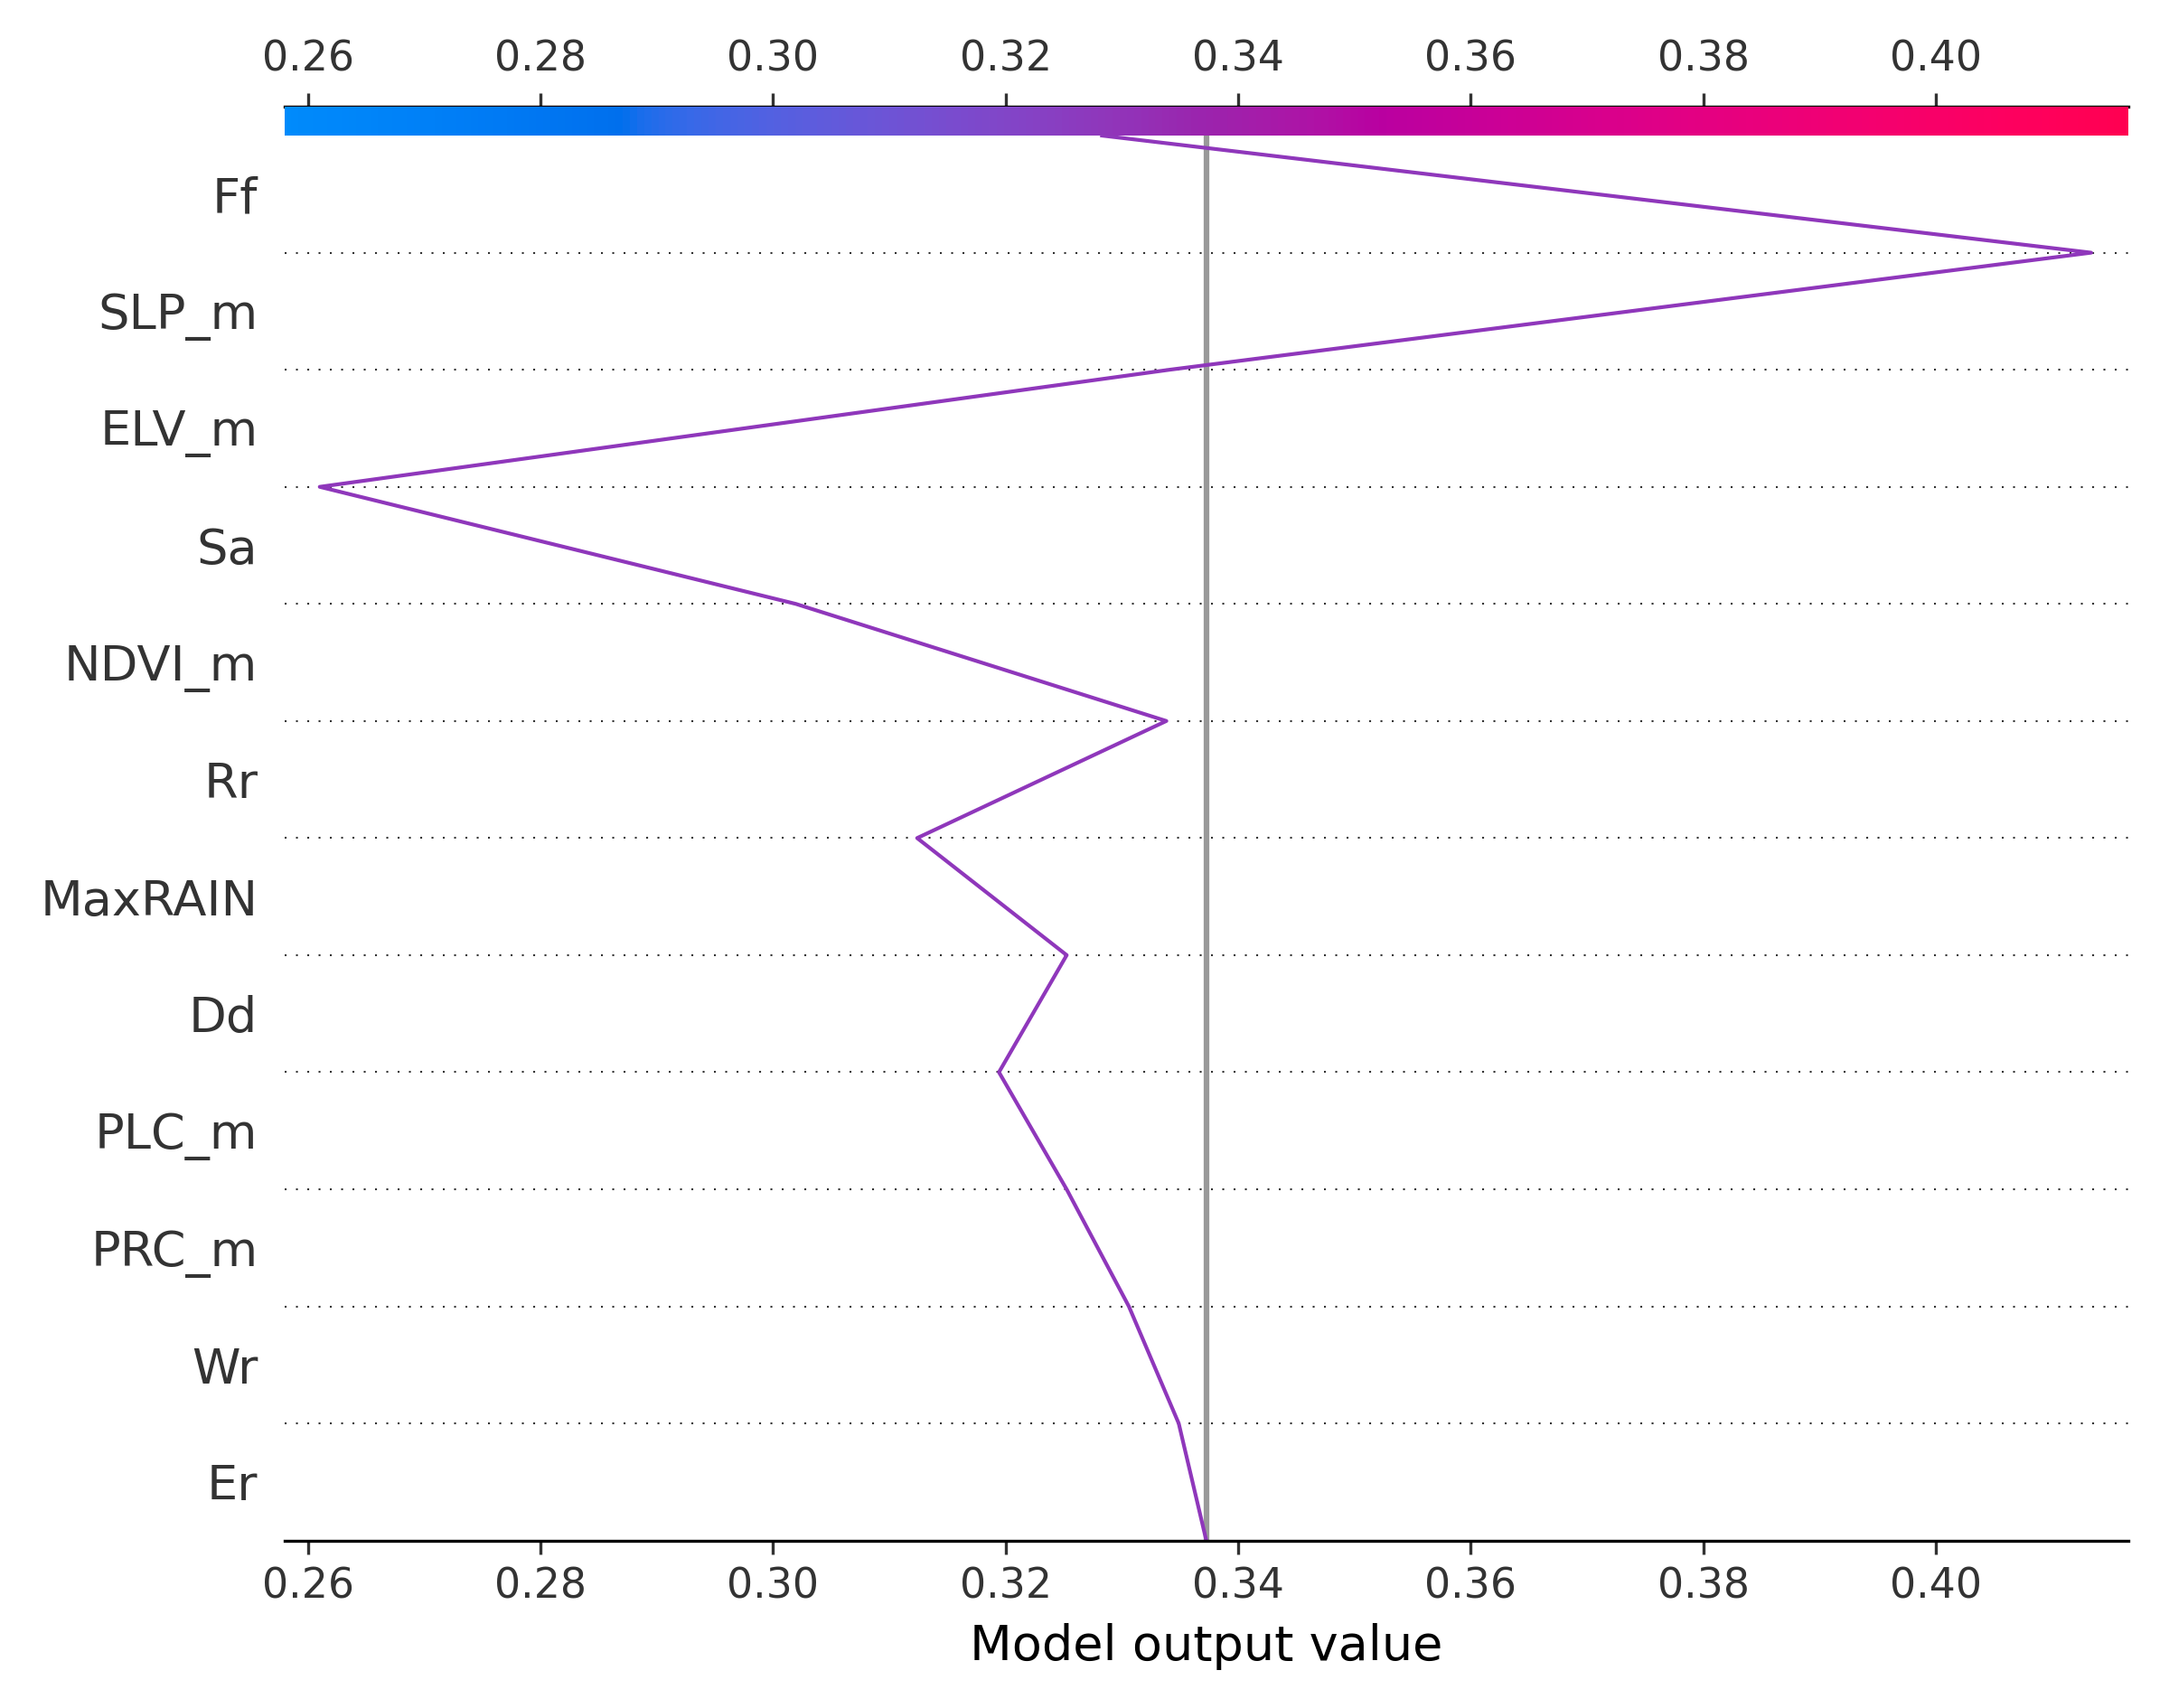 0.26 0.28 0.30 0.32 0.34 0.36 0.38 0.40
Ff
SLP_m
ELV_m
Sa
NDVI_m
Rr
MaxRAIN
Dd
PLC_m
PRC_m
Wr
Er
0.26 0.28 0.30 0.32 0.34 0.36 0.38 0.40
Model output value